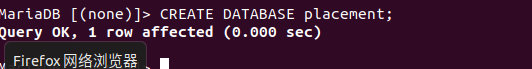 MariaDB [(none)]> CREATE DATABASE placement;
Query OK, 1 row affected (0.000 sec)
Firefox 网络浏览器